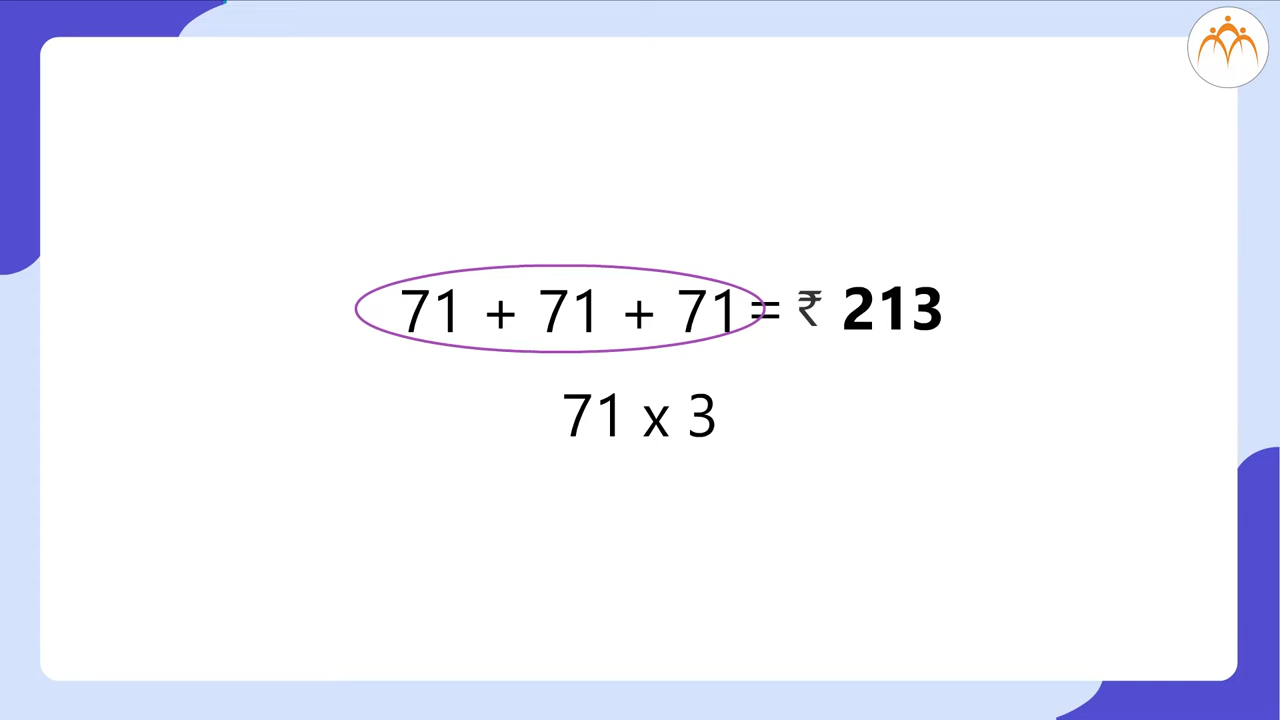 71 + 71 + 71 = ₹ 213
71 x 3